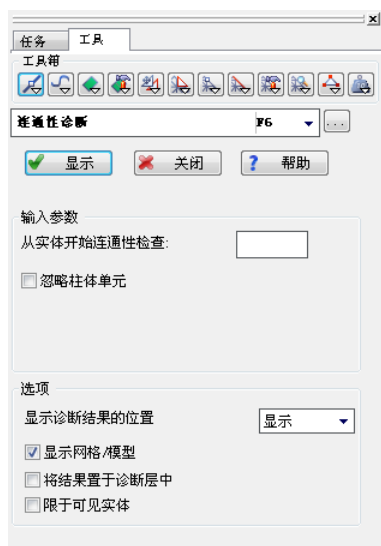 任务 工具
工具箱
连通性诊断 F6 ...
显示 关闭 ? 帮助
输入参数
从实体开始连通性检查:
忽略柱体单元
选项
显示诊断结果的位置 显示
显示网格/模型
将结果置于诊断层中
限于可见实体